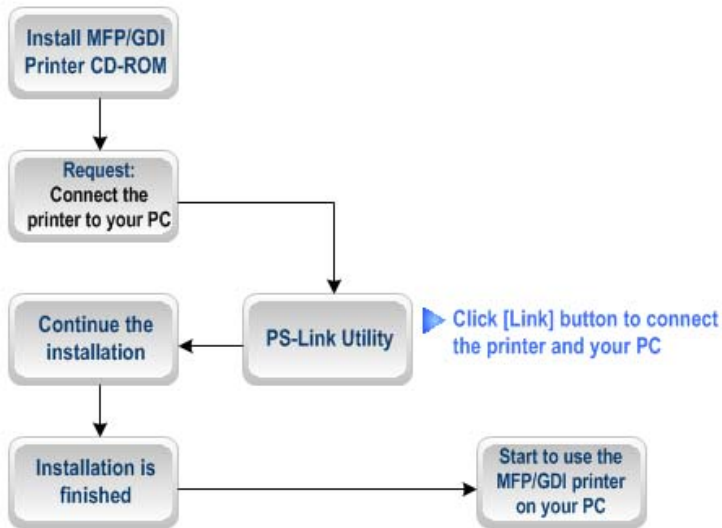 Install MFP/GDI
Printer CD-ROM
Request:
Connect the
printer to your PC
PS-Link Utility
Click [Link] button to connect
the printer and your PC
Continue the
installation
Installation is
finished
Start to use the
MFP/GDI printer
on your PC